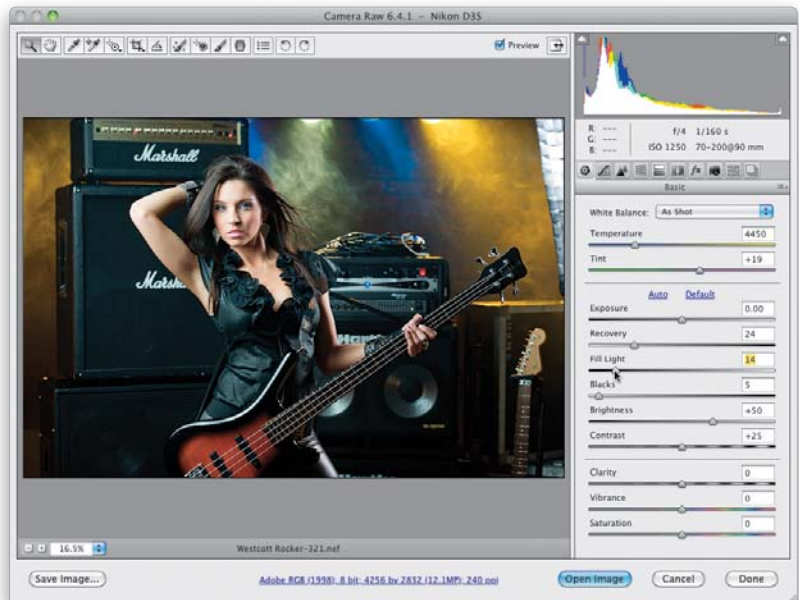 Camera Raw 6.4.1 – Nikon D3S
Preview
R: ---
G: ---
B: ---
f/4 1/160 s
ISO 1250 70-200@90 mm
Basic
White Balance: As Shot
Temperature 4450
Tint +19
Auto Default
Exposure 0.00
Recovery 24
Fill Light 14
Blacks 5
Brightness +50
Contrast +25
Clarity 0
Vibrance 0
Saturation 0
Marshall
Marsha
Hart
16.5%
Westcott Rocker-321.nef
Save Image...
Adobe RGB (1998); 8 bit; 4256 by 2832 (12.1MP); 240 ppi
Open Image
Cancel
Done